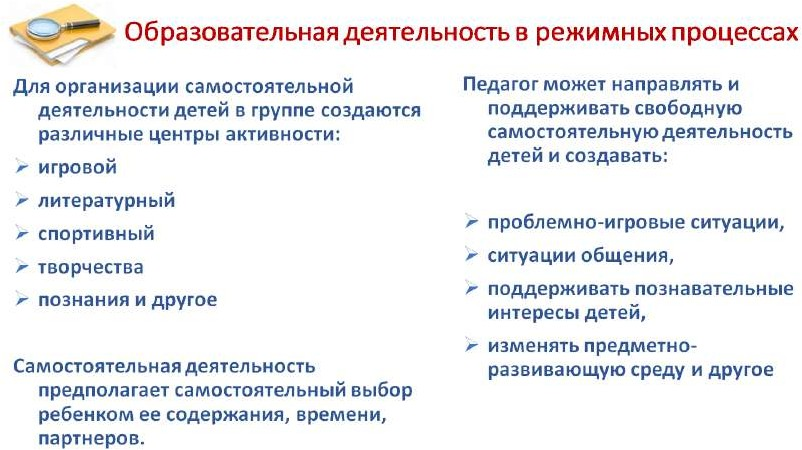 Образовательная деятельность в режимных процессах
Для организации самостоятельной
деятельности детей в группе создаются
различные центры активности:
игровой
литературный
спортивный
творчества
познания и другое
Самостоятельная деятельность
предполагает самостоятельный выбор
ребенком ее содержания, времени,
партнеров.
Педагог может направлять и
поддерживать свободную
самостоятельную деятельность
детей и создавать:
проблемно-игровые ситуации,
ситуации общения,
поддерживать познавательные
интересы детей,
изменять предметно-
развивающую среду и другое